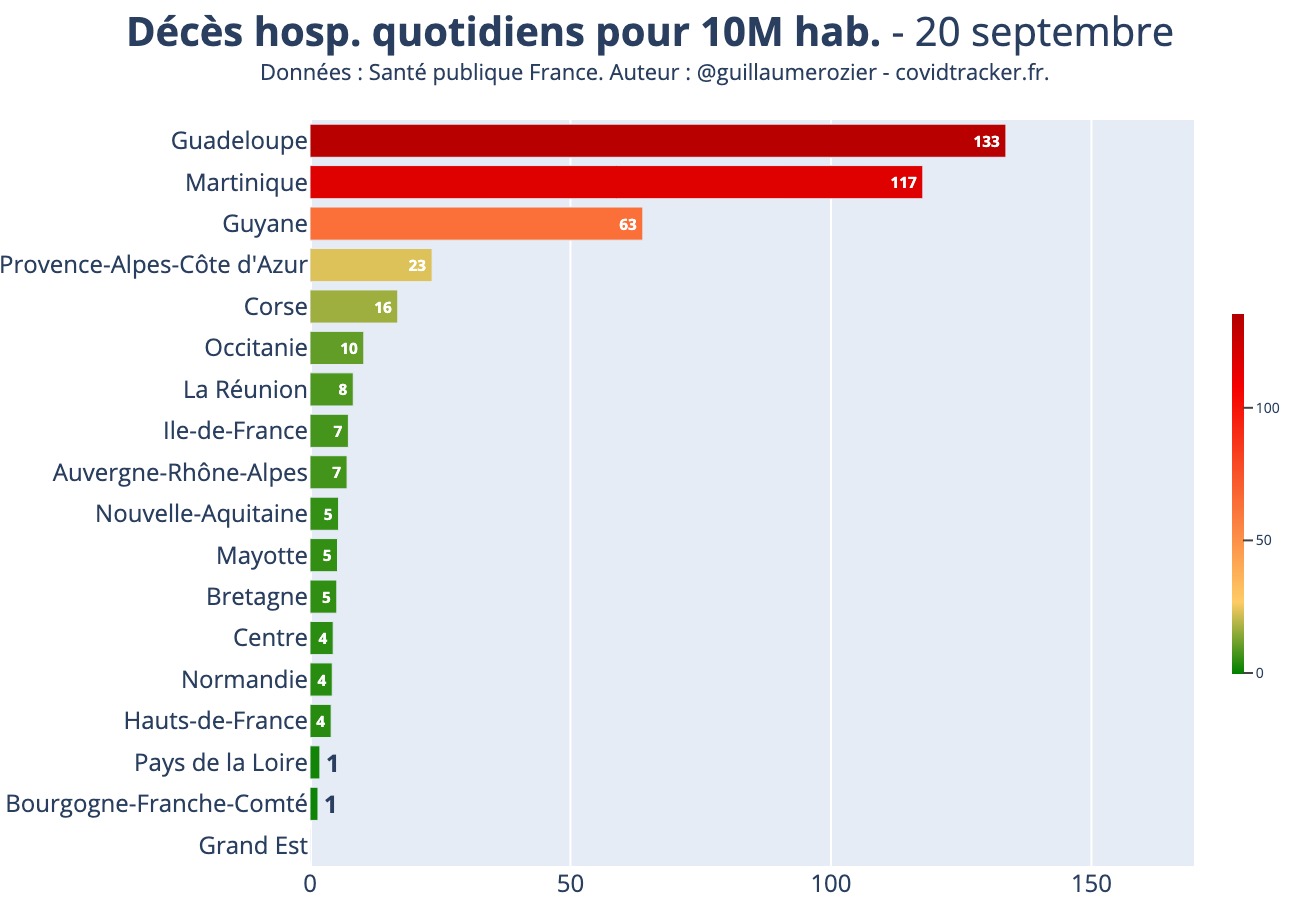 Décès hosp. quotidiens pour 10M hab. - 20 septembre
Données : Santé publique France. Auteur : @guillaumerozier - covidtracker.fr.
Guadeloupe 133
Martinique 117
Guyane 63
Provence-Alpes-Côte d'Azur 23
Corse 16
Occitanie 10
La Réunion 8
Ile-de-France 7
Auvergne-Rhône-Alpes 7
Nouvelle-Aquitaine 5
Mayotte 5
Bretagne 5
Centre 4
Normandie 4
Hauts-de-France 4
Pays de la Loire 1
Bourgogne-Franche-Comté 1
Grand Est
0 50 100 150
100
50
0